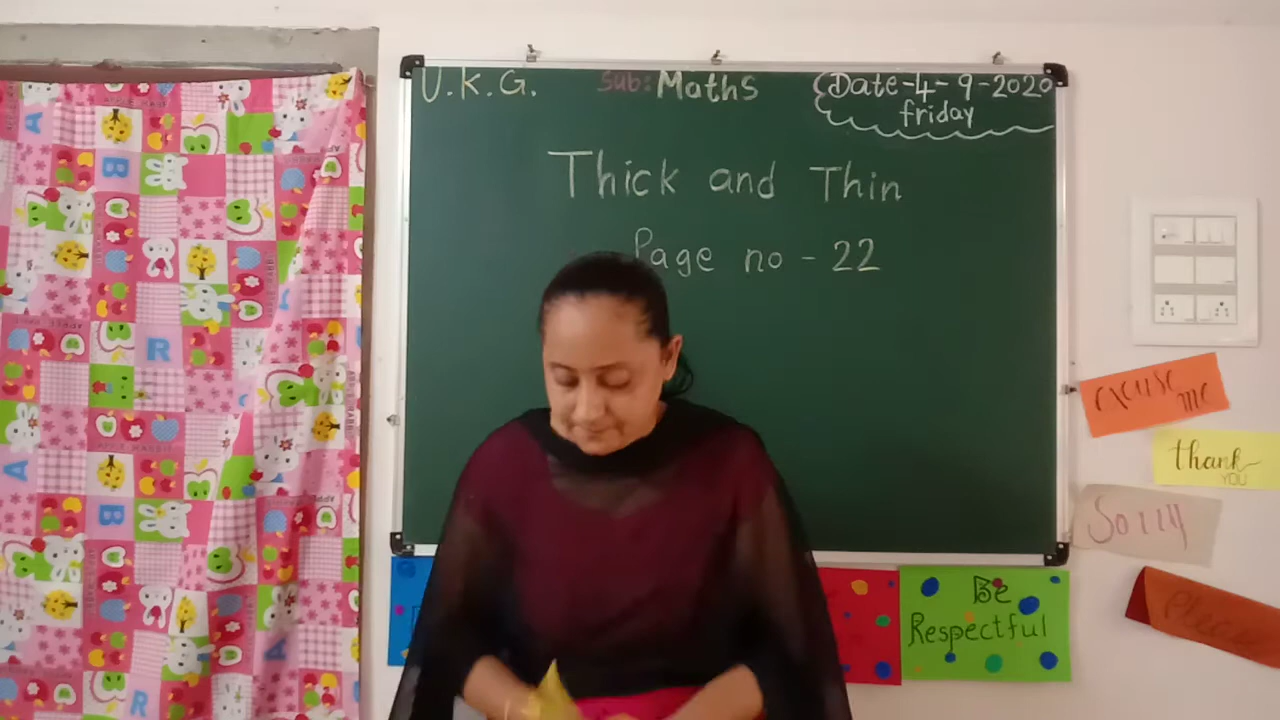 U.K.G.
Sub: Maths
Date-4-9-2020
friday
Thick and Thin
Page no - 22
excuse me
thank
YOU
Sorry
Please
Be
Respectful
A
B
R
A
B
A
R